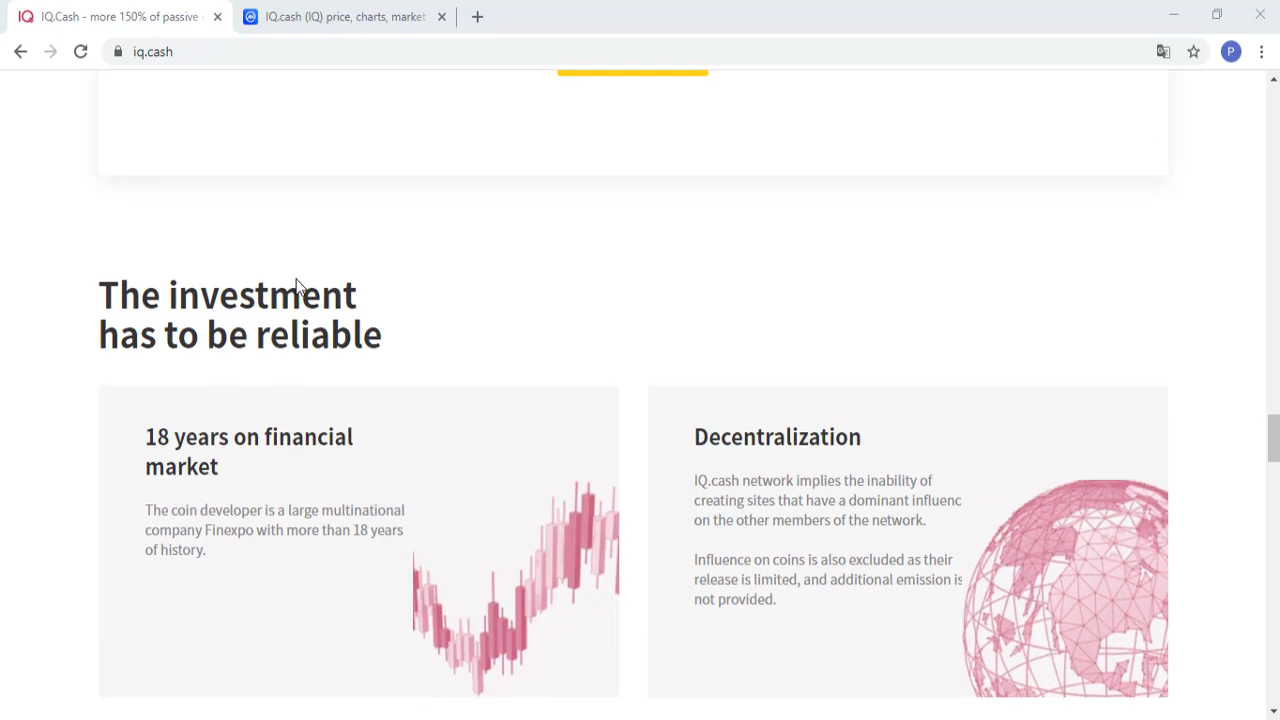 IQ IQ.Cash - more 150% of passive
IQ.cash (IQ) price, charts, market
iq.cash
P
The investment
has to be reliable
18 years on financial
market
The coin developer is a large multinational
company Finexpo with more than 18 years
of history.
Decentralization
IQ.cash network implies the inability of
creating sites that have a dominant influenc
on the other members of the network.
Influence on coins is also excluded as their
release is limited, and additional emission is
not provided.